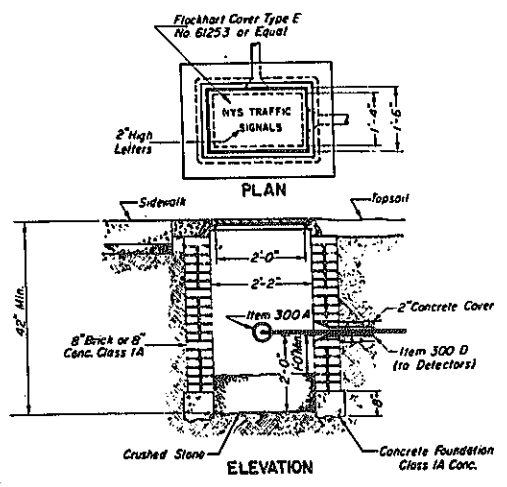 Flockhart Cover Type E
No. 61253 or Equal
NYS TRAFFIC
SIGNALS
2" High
Letters
1'-4"
1'-6"
PLAN
Sidewalk
Topsoil
2'-0"
2'-2"
42" Min.
Item 300 A
2" Concrete Cover
8" Brick or 8"
Conc. Class 1A
2'-0"
1'-0" Min.
Item 300 D
(to Detectors)
8"
Crushed Stone
Concrete Foundation
Class 1A Conc.
ELEVATION